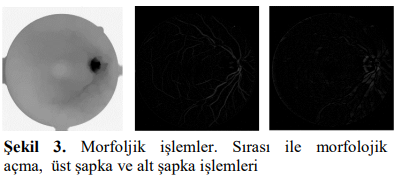 Şekil 3. Morfoljik işlemler. Sırası ile morfolojik
açma, üst şapka ve alt şapka işlemleri